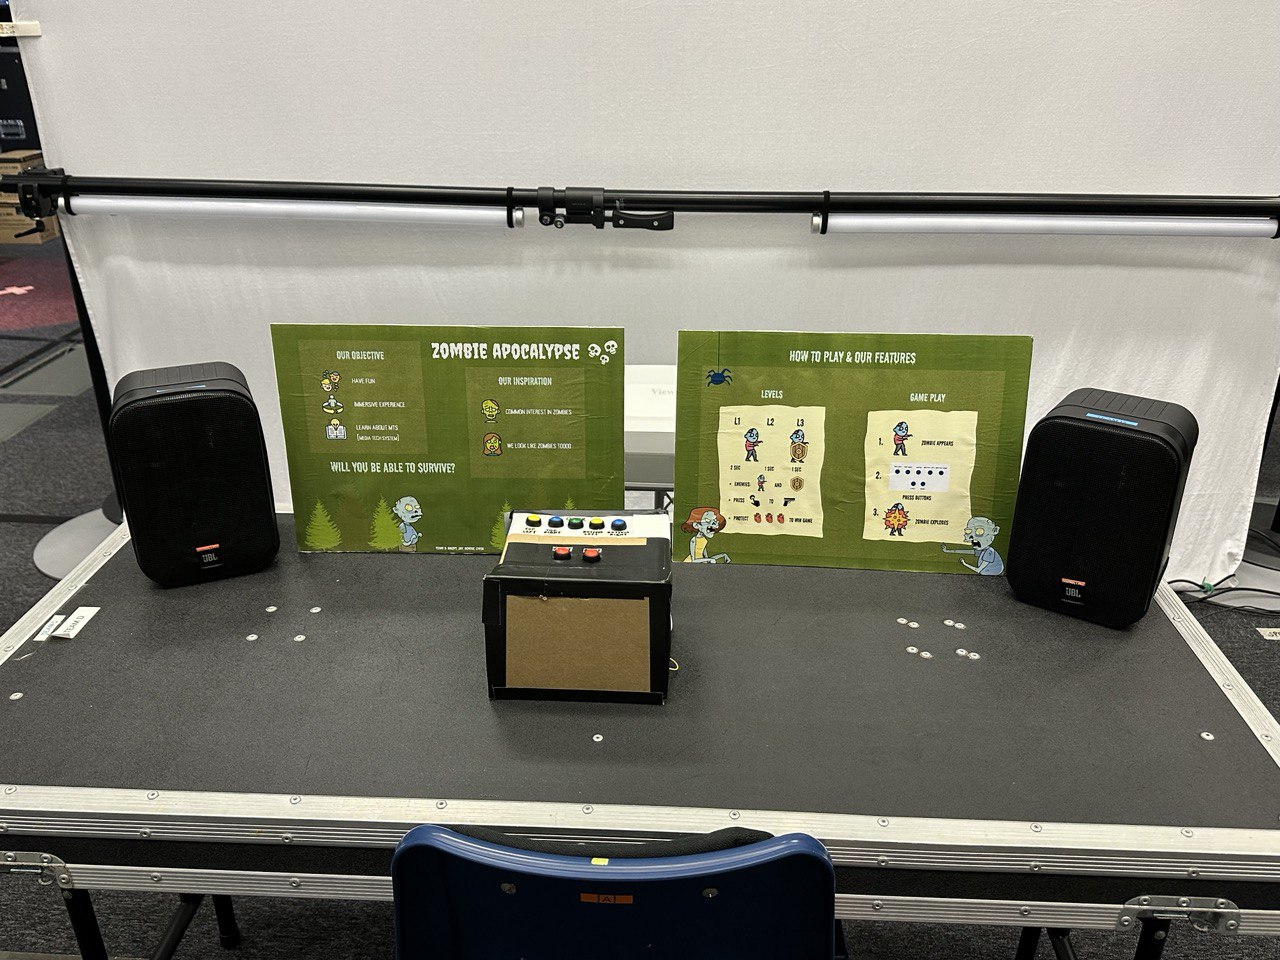 View
ZOMBIE APOCALYPSE
OUR OBJECTIVE
HAVE FUN
IMMERSIVE EXPERIENCE
LEARN ABOUT MTS
(MEDIA TECH SYSTEM)
OUR INSPIRATION
COMMON INTEREST IN ZOMBIES
WE LOOK LIKE ZOMBIES TOOOO
WILL YOU BE ABLE TO SURVIVE?
HOW TO PLAY & OUR FEATURES
LEVELS
L1 L2 L3
2 SEC 1 SEC 1 SEC
ENEMIES: AND
PRESS TO
PROTECT TO WIN GAME
GAME PLAY
1. ZOMBIE APPEARS
2.
PRESS BUTTONS
3. ZOMBIE EXPLODES
JBL
JBL
TEAM D
A